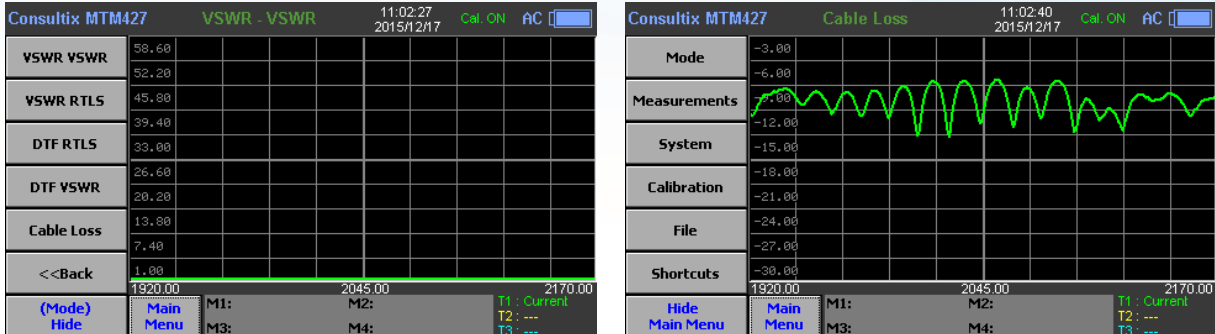 Consultix MTM427 VSWR - VSWR 11:02:27 2015/12/17 Cal. ON AC
VSWR VSWR
VSWR RTLS
DTF RTLS
DTF VSWR
Cable Loss
<<Back
(Mode)
Hide
58.60
52.20
45.80
39.40
33.00
26.60
20.20
13.80
7.40
1.00
1920.00 2045.00 2170.00
Main
Menu
M1: M2:
M3: M4:
T1 : Current
T2 : ---
T3 : ---
Consultix MTM427 Cable Loss 11:02:40 2015/12/17 Cal. ON AC
Mode
Measurements
System
Calibration
File
Shortcuts
Hide
Main Menu
-3.00
-6.00
-9.00
-12.00
-15.00
-18.00
-21.00
-24.00
-27.00
-30.00
1920.00 2045.00 2170.00
Main
Menu
M1: M2:
M3: M4:
T1 : Current
T2 : ---
T3 : ---